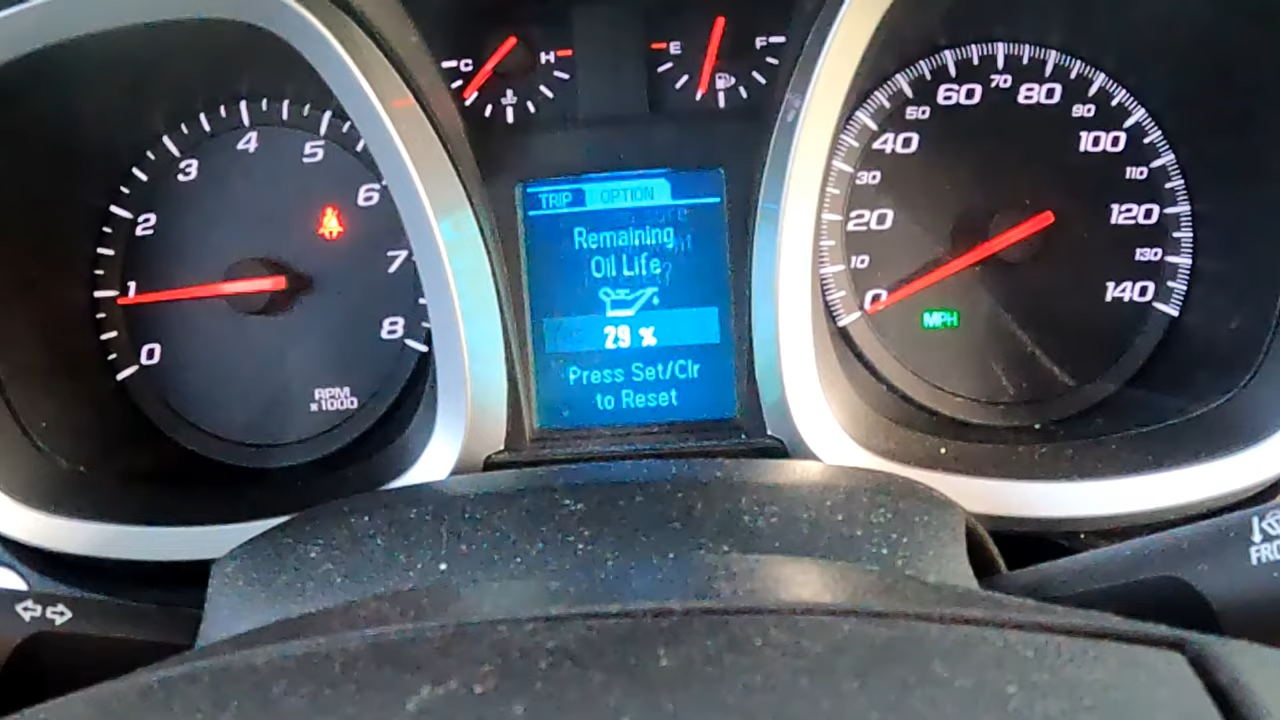 C H
E F
TRIP OPTION
Remaining
Oil Life
29 %
Press Set/Clr
to Reset
0
1
2
3
4
5
6
7
8
RPM
x1000
0
10
20
30
40
50
60
70
80
90
100
110
120
130
140
MPH